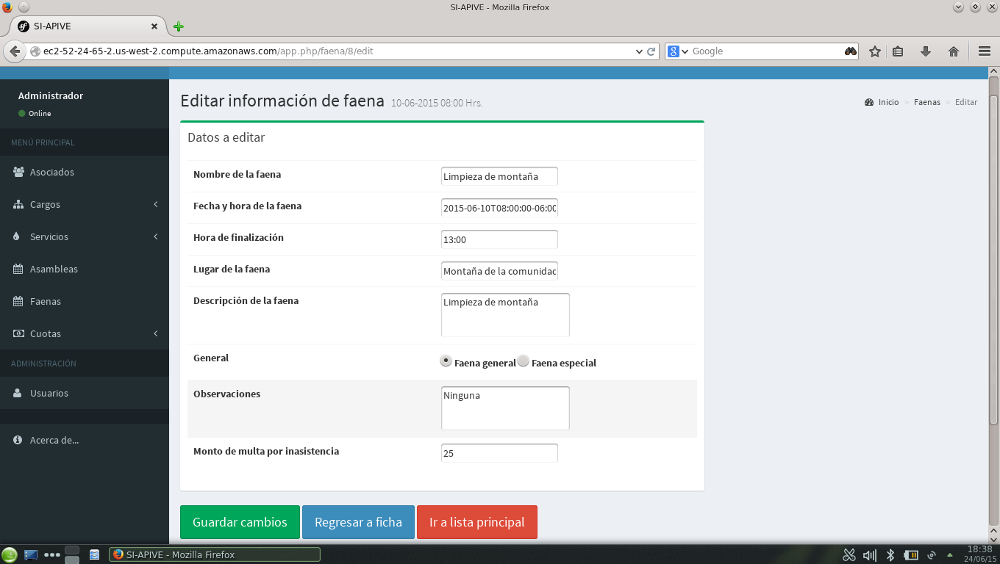 SI-APIVE - Mozilla Firefox
SI-APIVE
ec2-52-24-65-2.us-west-2.compute.amazonaws.com/app.php/faena/8/edit
Google
Administrador
Online
MENÚ PRINCIPAL
Asociados
Cargos
Servicios
Asambleas
Faenas
Cuotas
ADMINISTRACIÓN
Usuarios
Acerca de...
Editar información de faena 10-06-2015 08:00 Hrs.
Inicio > Faenas > Editar
Datos a editar
Nombre de la faena Limpieza de montaña
Fecha y hora de la faena 2015-06-10T08:00:00-06:00
Hora de finalización 13:00
Lugar de la faena Montaña de la comunidad
Descripción de la faena Limpieza de montaña
General Faena general Faena especial
Observaciones Ninguna
Monto de multa por inasistencia 25
Guardar cambios Regresar a ficha Ir a lista principal
SI-APIVE - Mozilla Firefox
18:38
24/06/15